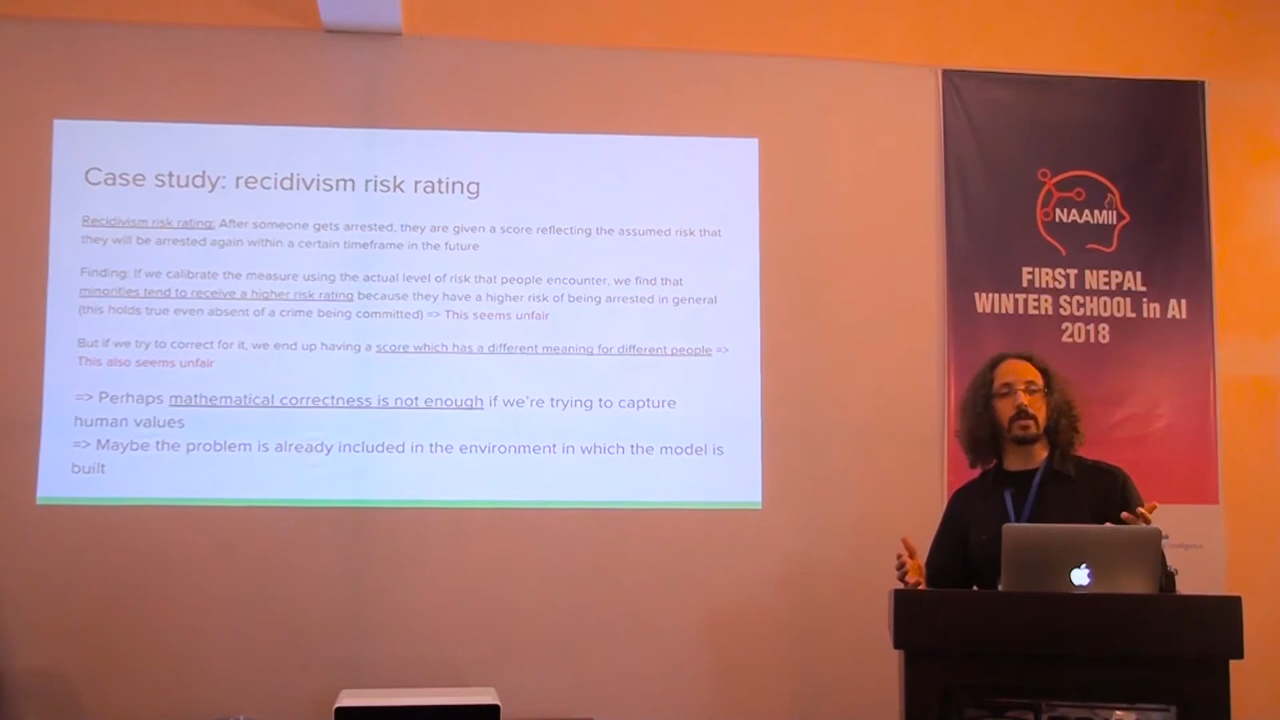 Case study: recidivism risk rating
Recidivism risk rating: After someone gets arrested, they are given a score reflecting the assumed risk that
they will be arrested again within a certain timeframe in the future
Finding: If we calibrate the measure using the actual level of risk that people encounter, we find that
minorities tend to receive a higher risk rating because they have a higher risk of being arrested in general
(this holds true even absent of a crime being committed) => This seems unfair
But if we try to correct for it, we end up having a score which has a different meaning for different people =>
This also seems unfair
=> Perhaps mathematical correctness is not enough if we're trying to capture
human values
=> Maybe the problem is already included in the environment in which the model is
built
NAAMII
FIRST NEPAL
WINTER SCHOOL in AI
2018